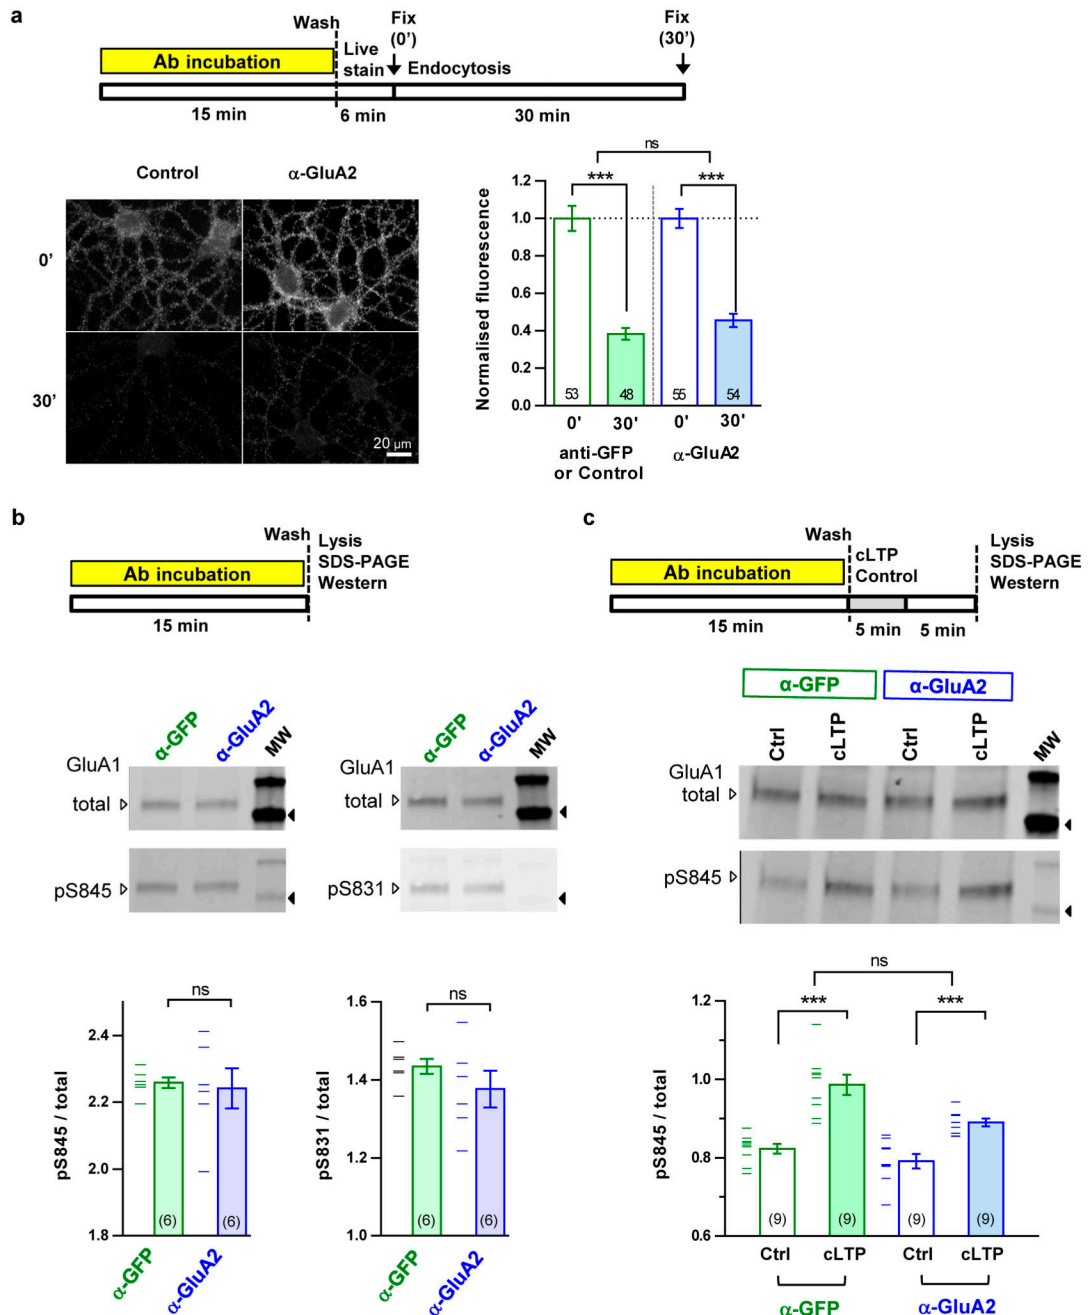 a
Wash
Fix
(0')
Fix
(30')
Ab incubation
Live
stain
Endocytosis
15 min
6 min
30 min
Control
α-GluA2
0'
30'
20 µm
ns
***
***
Normalised fluorescence
1.2
1.0
0.8
0.6
0.4
0.2
0.0
53
48
55
54
0'
30'
0'
30'
anti-GFP
or Control
α-GluA2
b
Wash
Lysis
SDS-PAGE
Western
Ab incubation
15 min
α-GFP
α-GluA2
MW
GluA1
total
pS845
α-GFP
α-GluA2
MW
GluA1
total
pS831
ns
pS845 / total
2.4
2.2
2.0
1.8
(6)
(6)
α-GFP
α-GluA2
ns
pS831 / total
1.6
1.4
1.2
1.0
(6)
(6)
α-GFP
α-GluA2
c
Wash
cLTP
Control
Lysis
SDS-PAGE
Western
Ab incubation
15 min
5 min
5 min
α-GFP
α-GluA2
Ctrl
cLTP
Ctrl
cLTP
MW
GluA1
total
pS845
ns
***
***
pS845 / total
1.2
1.0
0.8
0.6
(9)
(9)
(9)
(9)
Ctrl
cLTP
Ctrl
cLTP
α-GFP
α-GluA2